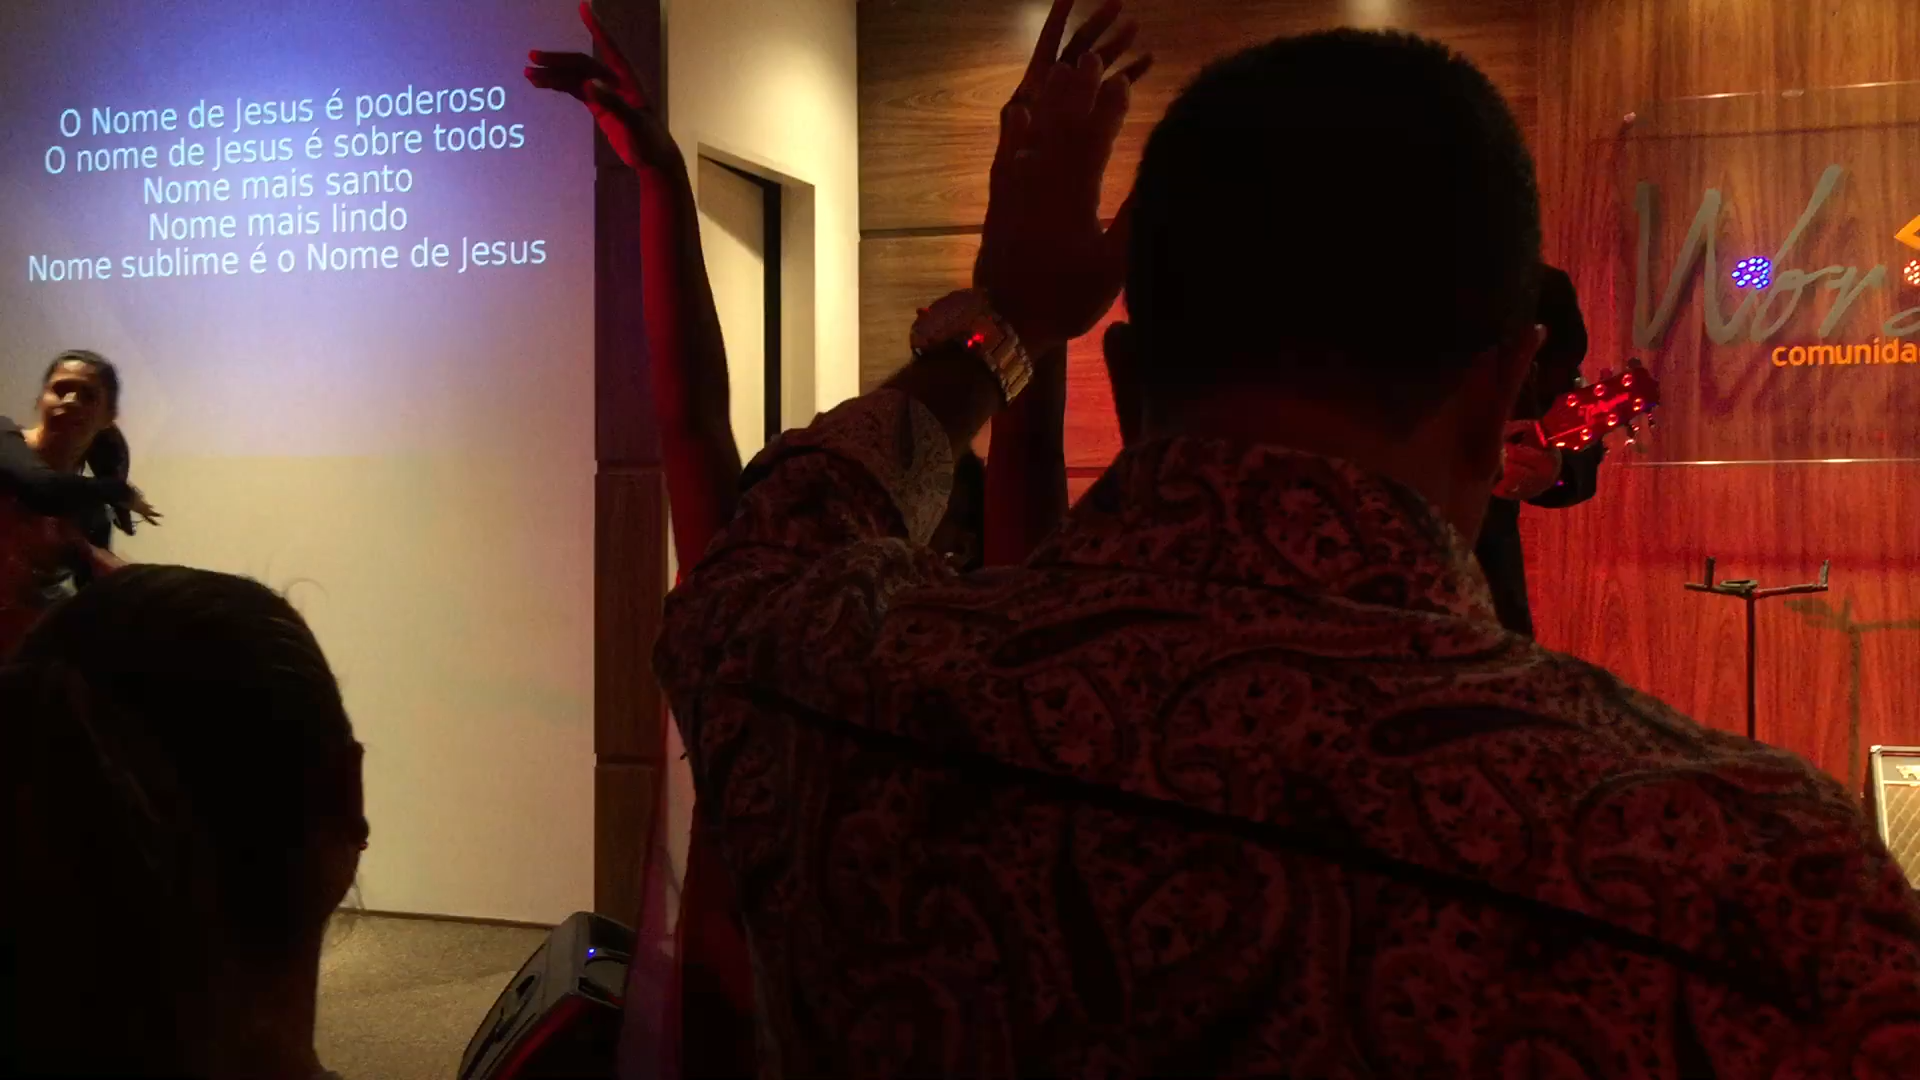 O Nome de Jesus é poderoso
O nome de Jesus é sobre todos
Nome mais santo
Nome mais lindo
Nome sublime é o Nome de Jesus